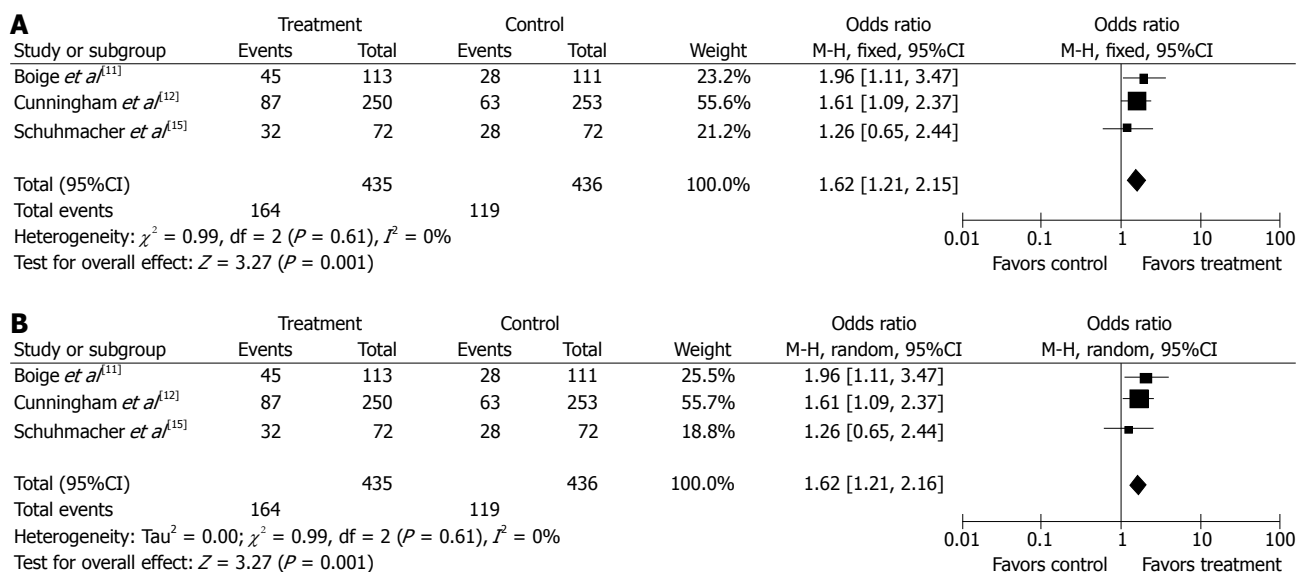 A
Treatment Control Odds ratio Odds ratio
Study or subgroup Events Total Events Total Weight M-H, fixed, 95%CI M-H, fixed, 95%CI
Boige et al[11] 45 113 28 111 23.2% 1.96 [1.11, 3.47]
Cunningham et al[12] 87 250 63 253 55.6% 1.61 [1.09, 2.37]
Schuhmacher et al[15] 32 72 28 72 21.2% 1.26 [0.65, 2.44]
Total (95%CI) 435 436 100.0% 1.62 [1.21, 2.15]
Total events 164 119
Heterogeneity: χ² = 0.99, df = 2 (P = 0.61), I² = 0%
Test for overall effect: Z = 3.27 (P = 0.001)
0.01 0.1 1 10 100
Favors control Favors treatment
B
Treatment Control Odds ratio Odds ratio
Study or subgroup Events Total Events Total Weight M-H, random, 95%CI M-H, random, 95%CI
Boige et al[11] 45 113 28 111 25.5% 1.96 [1.11, 3.47]
Cunningham et al[12] 87 250 63 253 55.7% 1.61 [1.09, 2.37]
Schuhmacher et al[15] 32 72 28 72 18.8% 1.26 [0.65, 2.44]
Total (95%CI) 435 436 100.0% 1.62 [1.21, 2.16]
Total events 164 119
Heterogeneity: Tau² = 0.00; χ² = 0.99, df = 2 (P = 0.61), I² = 0%
Test for overall effect: Z = 3.27 (P = 0.001)
0.01 0.1 1 10 100
Favors control Favors treatment